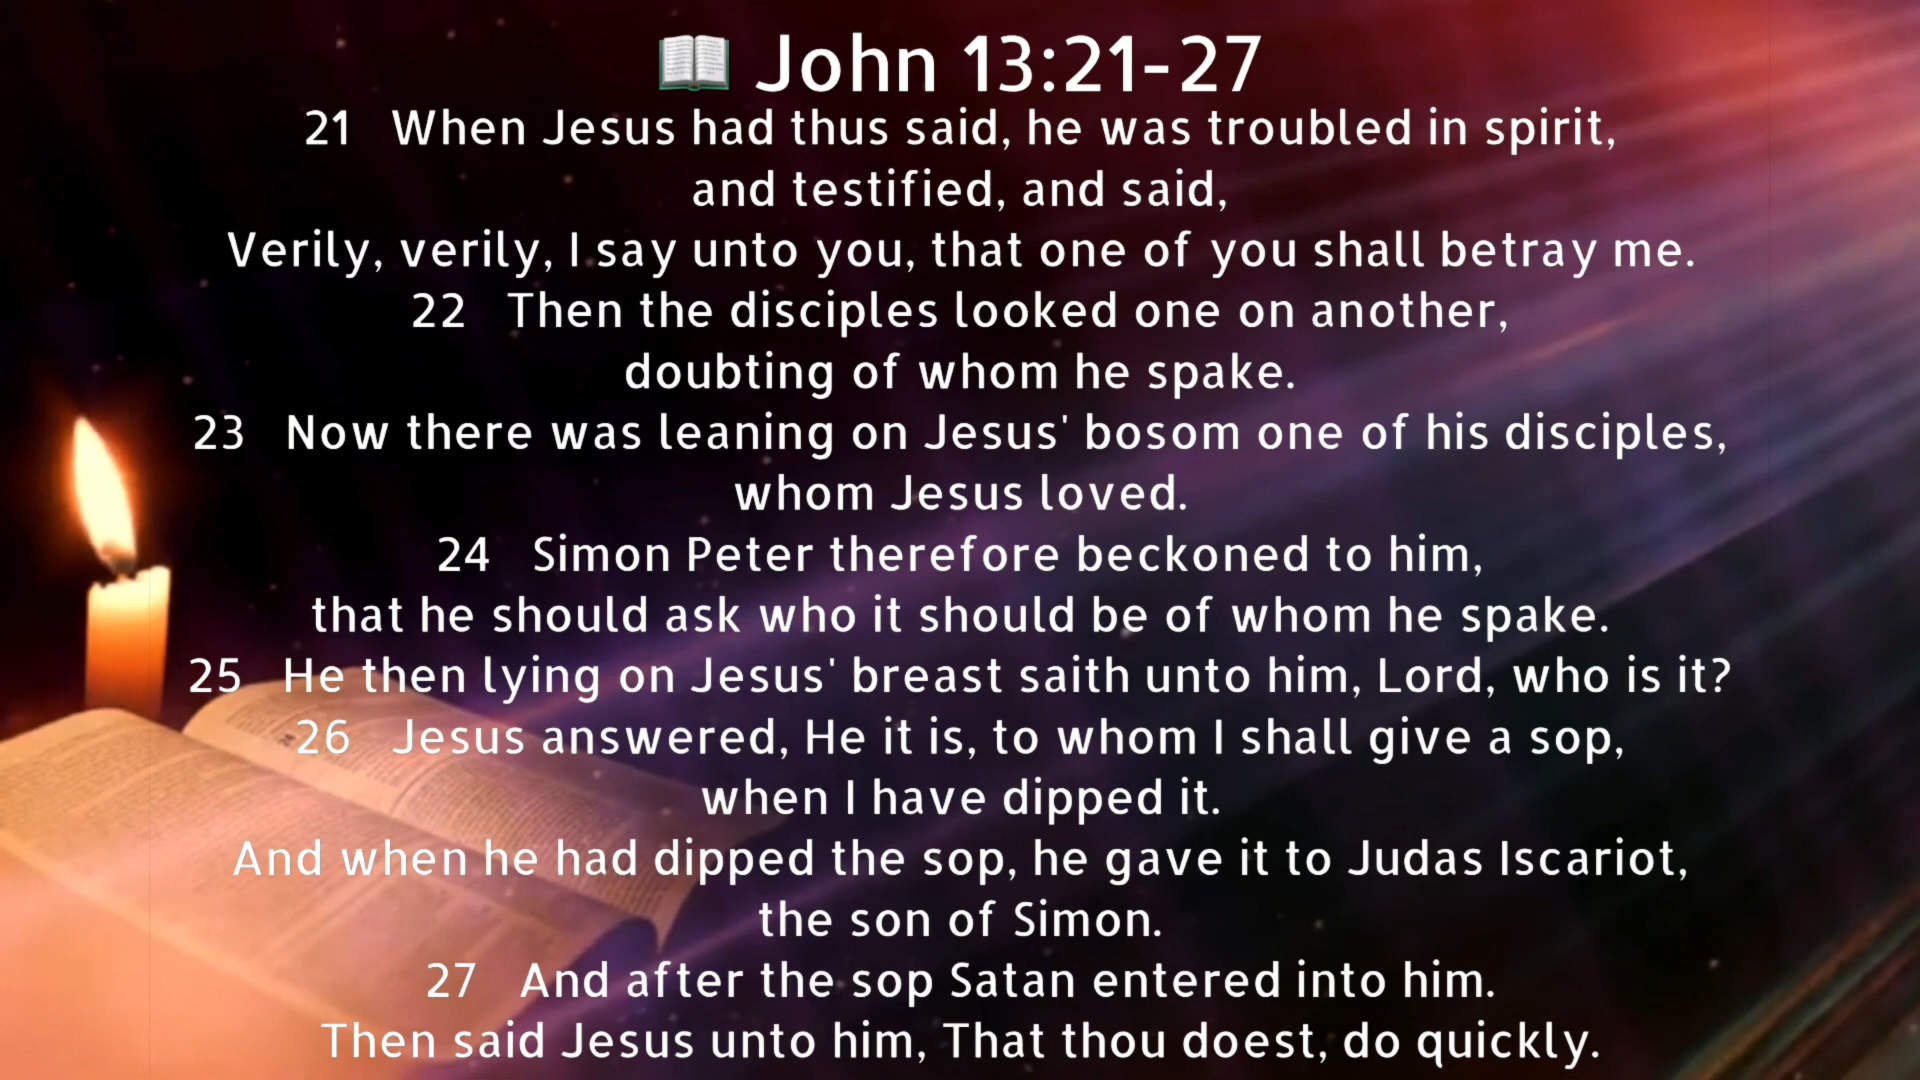 📖 John 13:21-27
21 When Jesus had thus said, he was troubled in spirit,
and testified, and said,
Verily, verily, I say unto you, that one of you shall betray me.
22 Then the disciples looked one on another,
doubting of whom he spake.
23 Now there was leaning on Jesus' bosom one of his disciples,
whom Jesus loved.
24 Simon Peter therefore beckoned to him,
that he should ask who it should be of whom he spake.
25 He then lying on Jesus' breast saith unto him, Lord, who is it?
26 Jesus answered, He it is, to whom I shall give a sop,
when I have dipped it.
And when he had dipped the sop, he gave it to Judas Iscariot,
the son of Simon.
27 And after the sop Satan entered into him.
Then said Jesus unto him, That thou doest, do quickly.